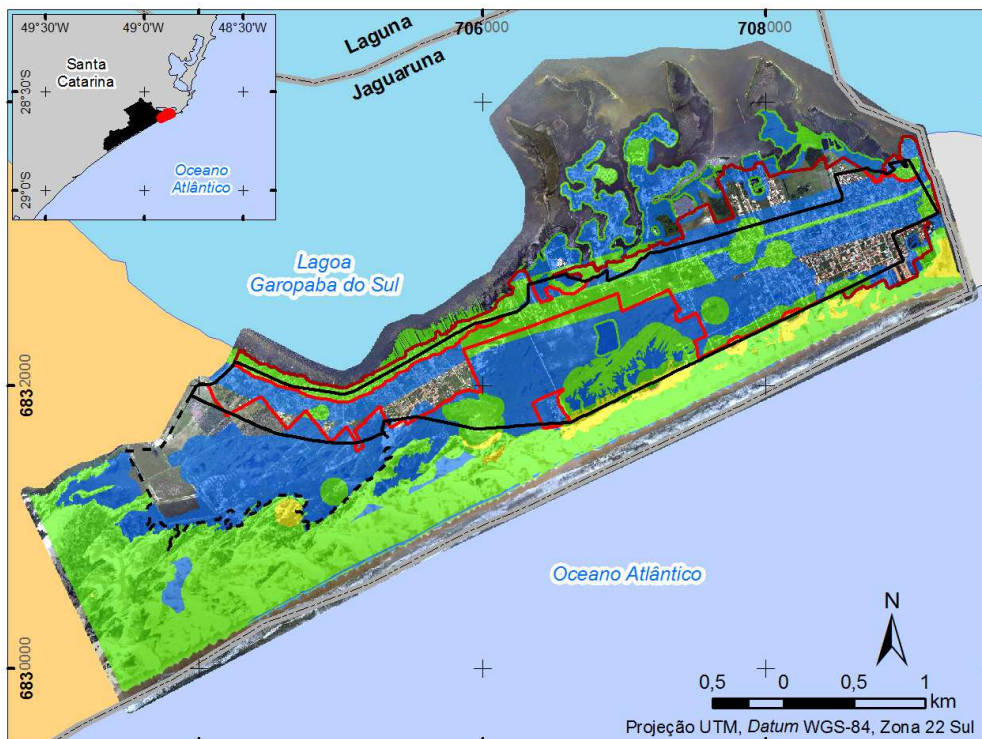 49°30'W 49°0'W 48°30'W
706000
708000
Laguna
Jaguaruna
Santa
Catarina
28°30'S
29°0'S
Oceano
Atlântico
Lagoa
Garopaba do Sul
6832000
6830000
Oceano Atlântico
N
0,5 0 0,5 1
km
Projeção UTM, Datum WGS-84, Zona 22 Sul